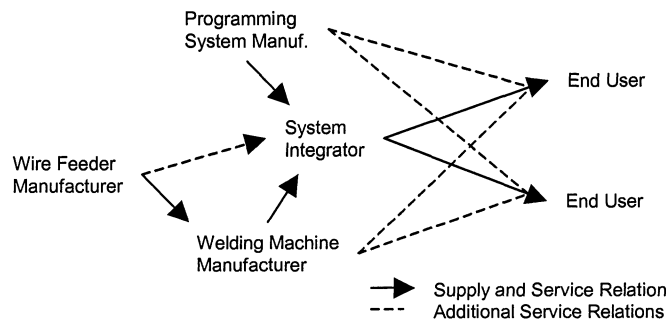 Programming
System Manuf.
End User
System
Integrator
Wire Feeder
Manufacturer
End User
Welding Machine
Manufacturer
Supply and Service Relation
Additional Service Relations